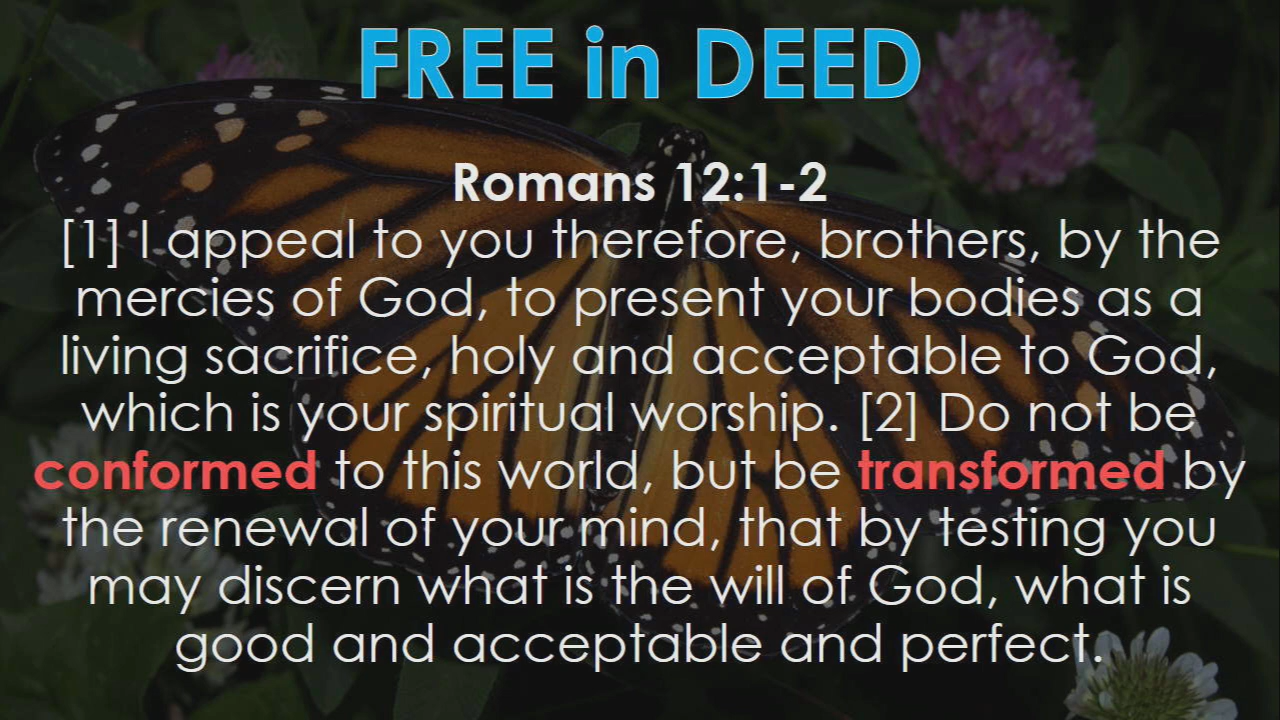 FREE in DEED
Romans 12:1-2
[1] I appeal to you therefore, brothers, by the
mercies of God, to present your bodies as a
living sacrifice, holy and acceptable to God,
which is your spiritual worship. [2] Do not be
conformed to this world, but be transformed by
the renewal of your mind, that by testing you
may discern what is the will of God, what is
good and acceptable and perfect.